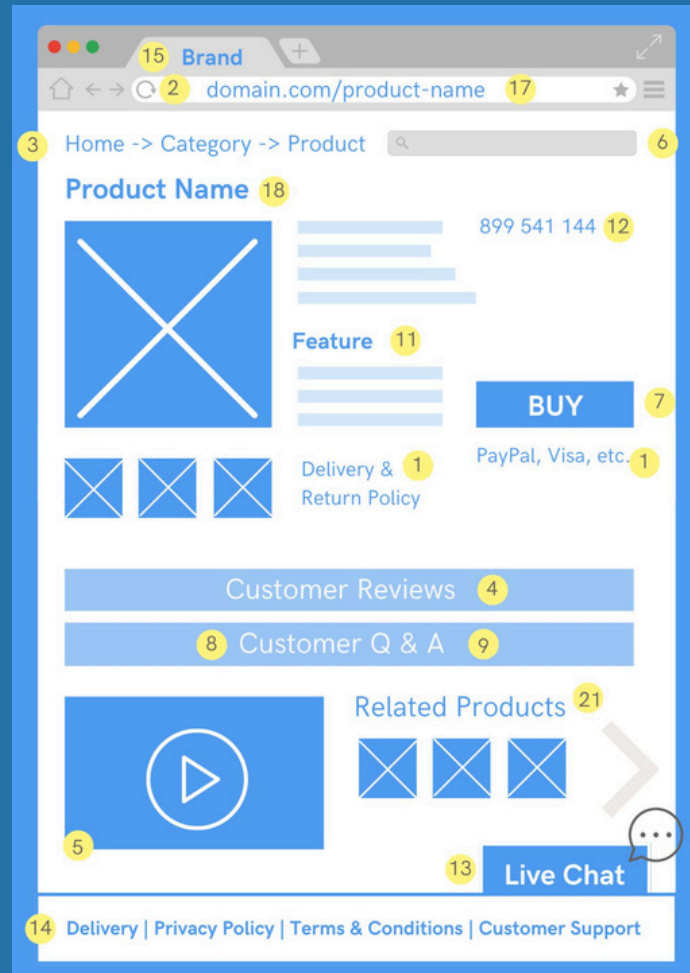 15 Brand
2 domain.com/product-name 17
3 Home -> Category -> Product 6
Product Name 18
899 541 144 12
Feature 11
BUY 7
Delivery & 1
Return Policy
PayPal, Visa, etc. 1
Customer Reviews 4
8 Customer Q & A 9
Related Products 21
5
13 Live Chat
14 Delivery | Privacy Policy | Terms & Conditions | Customer Support